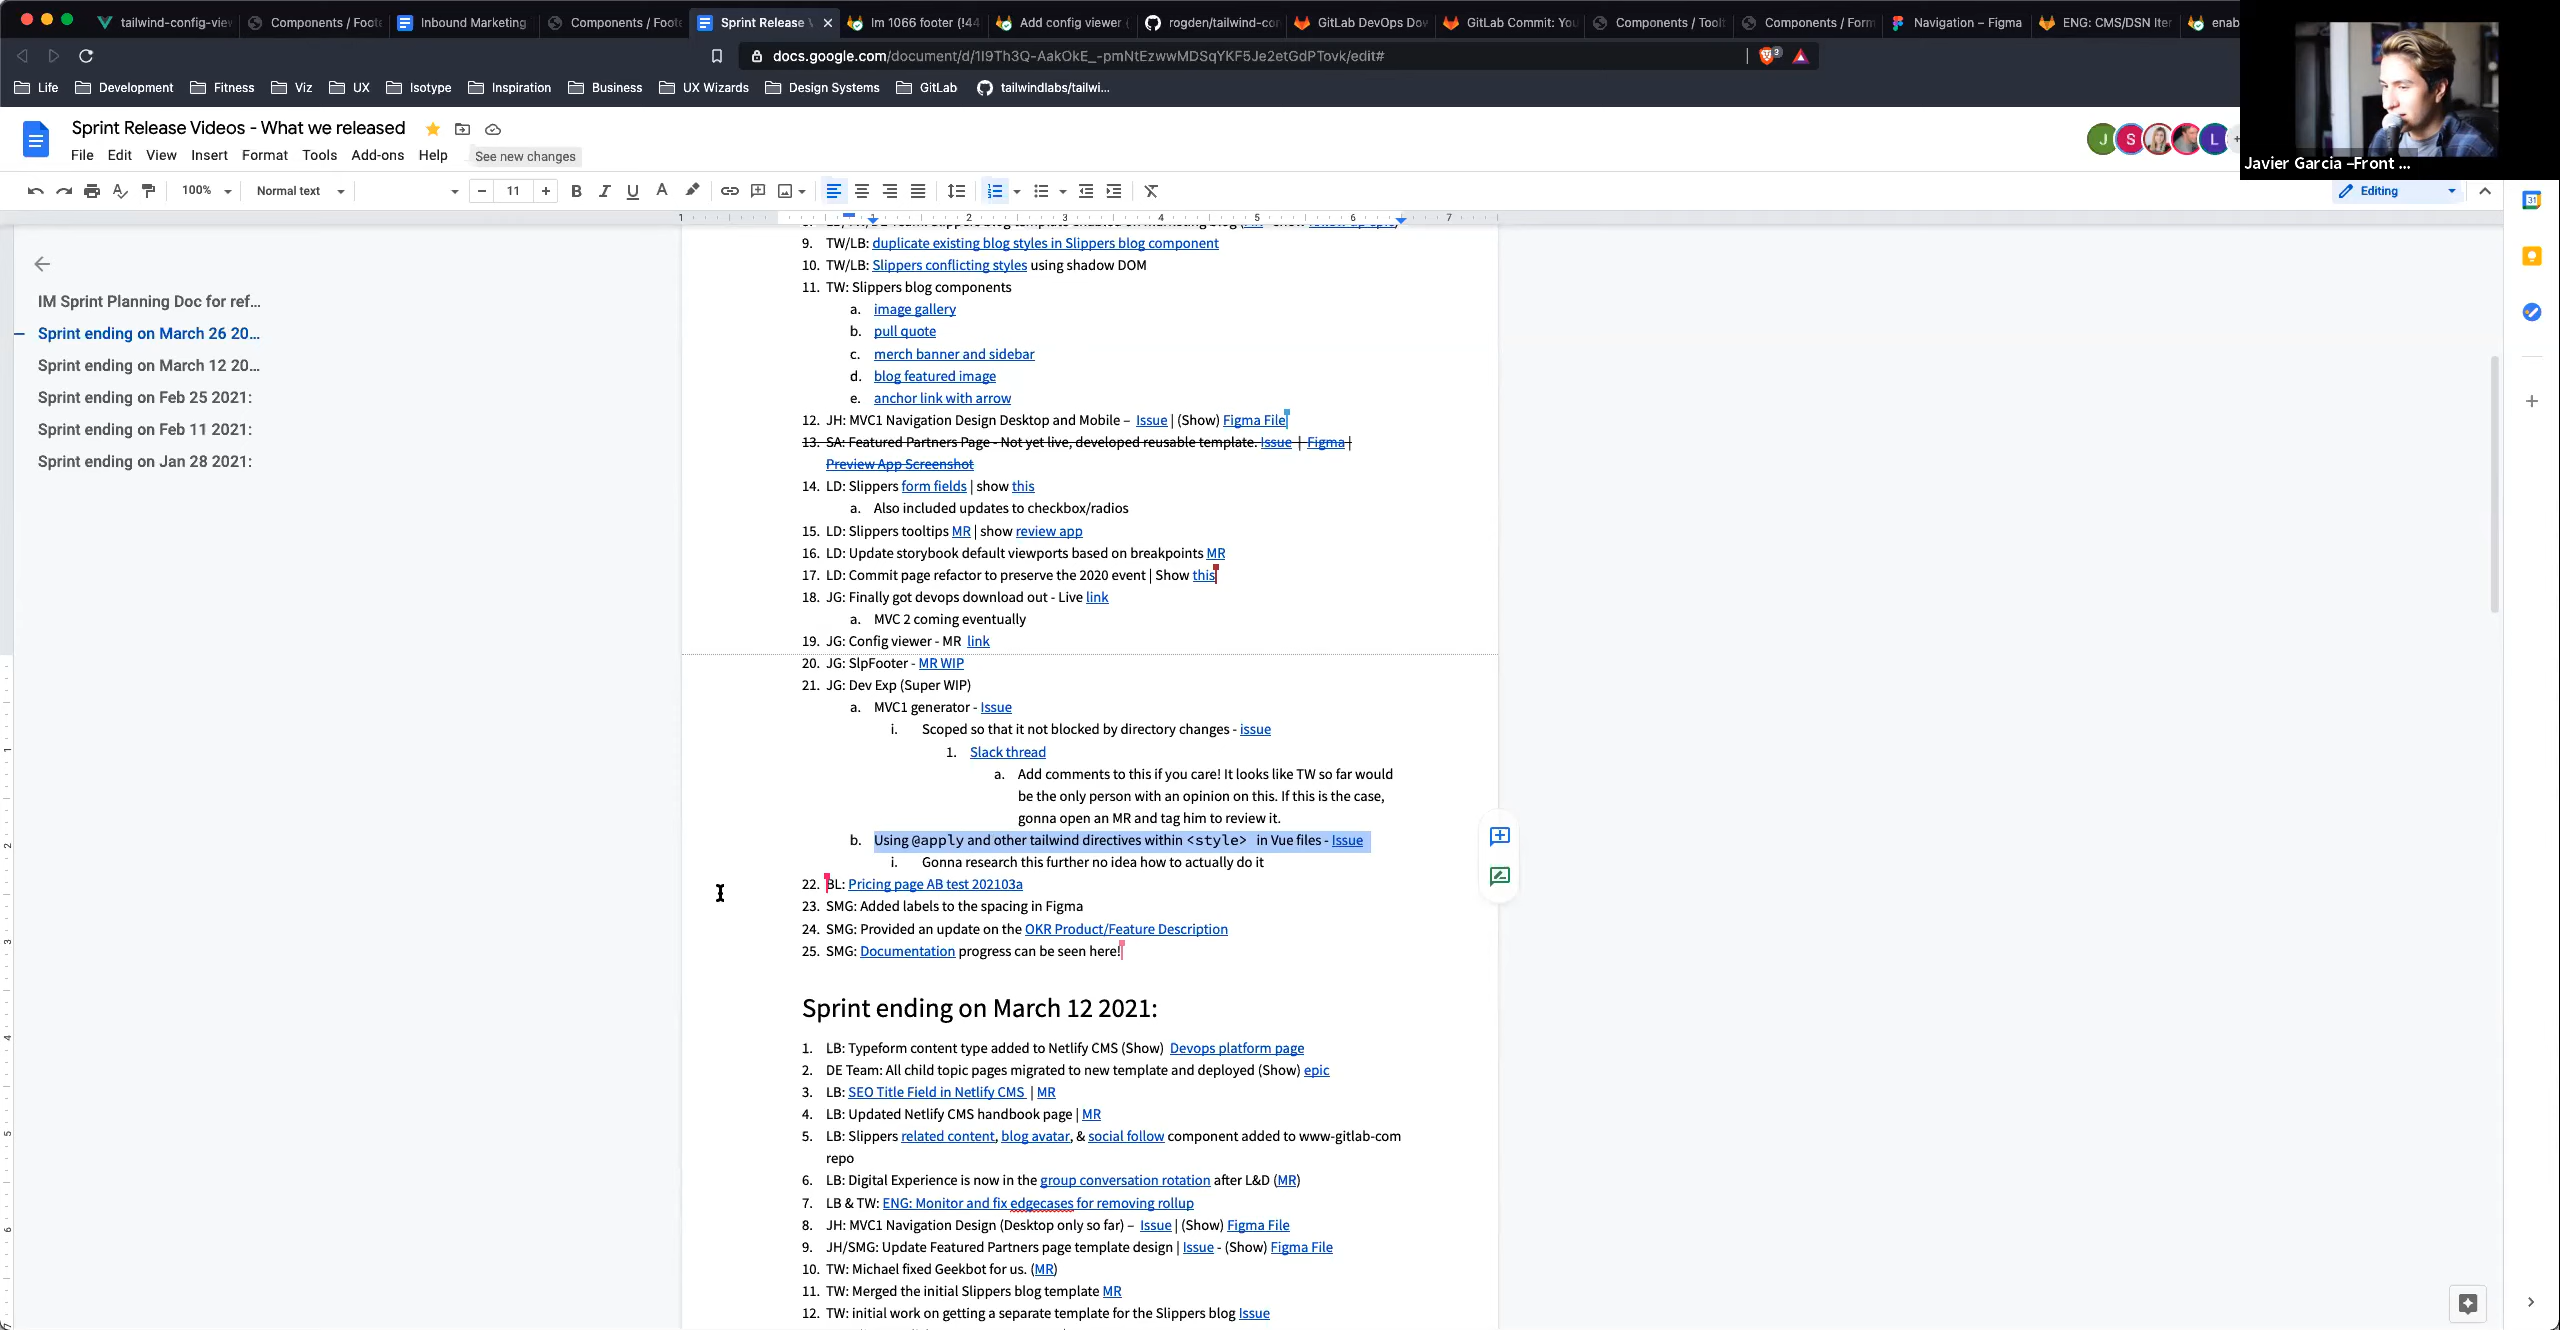 tailwind-config-vie
Components / Foote
Inbound Marketing
Components / Foote
Sprint Release V
Im 1066 footer (!44
Add config viewer (
rogden/tailwind-con
GitLab DevOps Dow
GitLab Commit: You
Components / Toolt
Components / Form
Navigation – Figma
ENG: CMS/DSN Iter
enab
docs.google.com/document/d/1I9Th3Q-AakOkE_-pmNtEzwwMDSqYKF5Je2etGdPTovk/edit#
3
Life Development Fitness Viz UX Isotype Inspiration Business UX Wizards Design Systems GitLab tailwindlabs/tailwi...
Javier Garcia –Front ...
Sprint Release Videos - What we released
J S L
File Edit View Insert Format Tools Add-ons Help See new changes
100% Normal text 11 B I U A Editing
1 1 2 3 4 5 6 7
31
IM Sprint Planning Doc for ref...
Sprint ending on March 26 20...
Sprint ending on March 12 20...
Sprint ending on Feb 25 2021:
Sprint ending on Feb 11 2021:
Sprint ending on Jan 28 2021:
9. TW/LB: duplicate existing blog styles in Slippers blog component
10. TW/LB: Slippers conflicting styles using shadow DOM
11. TW: Slippers blog components
a. image gallery
b. pull quote
c. merch banner and sidebar
d. blog featured image
e. anchor link with arrow
12. JH: MVC1 Navigation Design Desktop and Mobile – Issue | (Show) Figma File
13. SA: Featured Partners Page - Not yet live, developed reusable template. Issue | Figma |
Preview App Screenshot
14. LD: Slippers form fields | show this
a. Also included updates to checkbox/radios
15. LD: Slippers tooltips MR | show review app
16. LD: Update storybook default viewports based on breakpoints MR
17. LD: Commit page refactor to preserve the 2020 event | Show this
18. JG: Finally got devops download out - Live link
a. MVC 2 coming eventually
19. JG: Config viewer - MR link
20. JG: SlpFooter - MR WIP
21. JG: Dev Exp (Super WIP)
a. MVC1 generator - Issue
i. Scoped so that it not blocked by directory changes - issue
1. Slack thread
a. Add comments to this if you care! It looks like TW so far would
be the only person with an opinion on this. If this is the case,
gonna open an MR and tag him to review it.
b. Using @apply and other tailwind directives within <style> in Vue files - Issue
i. Gonna research this further no idea how to actually do it
22. BL: Pricing page AB test 202103a
23. SMG: Added labels to the spacing in Figma
24. SMG: Provided an update on the OKR Product/Feature Description
25. SMG: Documentation progress can be seen here!
Sprint ending on March 12 2021:
1. LB: Typeform content type added to Netlify CMS (Show) Devops platform page
2. DE Team: All child topic pages migrated to new template and deployed (Show) epic
3. LB: SEO Title Field in Netlify CMS | MR
4. LB: Updated Netlify CMS handbook page | MR
5. LB: Slippers related content, blog avatar, & social follow component added to www-gitlab-com
repo
6. LB: Digital Experience is now in the group conversation rotation after L&D (MR)
7. LB & TW: ENG: Monitor and fix edgecases for removing rollup
8. JH: MVC1 Navigation Design (Desktop only so far) – Issue | (Show) Figma File
9. JH/SMG: Update Featured Partners page template design | Issue - (Show) Figma File
10. TW: Michael fixed Geekbot for us. (MR)
11. TW: Merged the initial Slippers blog template MR
12. TW: initial work on getting a separate template for the Slippers blog Issue